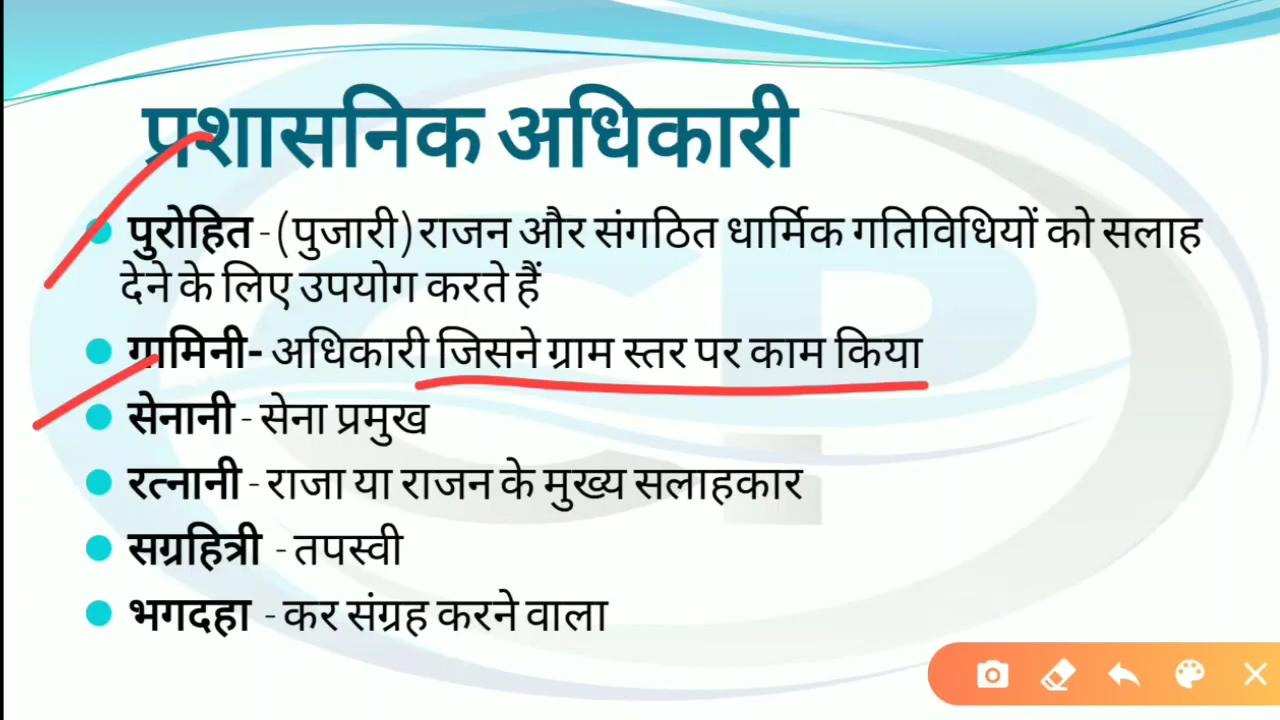 प्रशासनिक अधिकारी
पुरोहित - (पुजारी) राजन और संगठित धार्मिक गतिविधियों को सलाह
देने के लिए उपयोग करते हैं
गामिनी- अधिकारी जिसने ग्राम स्तर पर काम किया
सेनानी - सेना प्रमुख
रत्नानी - राजा या राजन के मुख्य सलाहकार
सग्रहित्री - तपस्वी
भगदहा - कर संग्रह करने वाला
CP